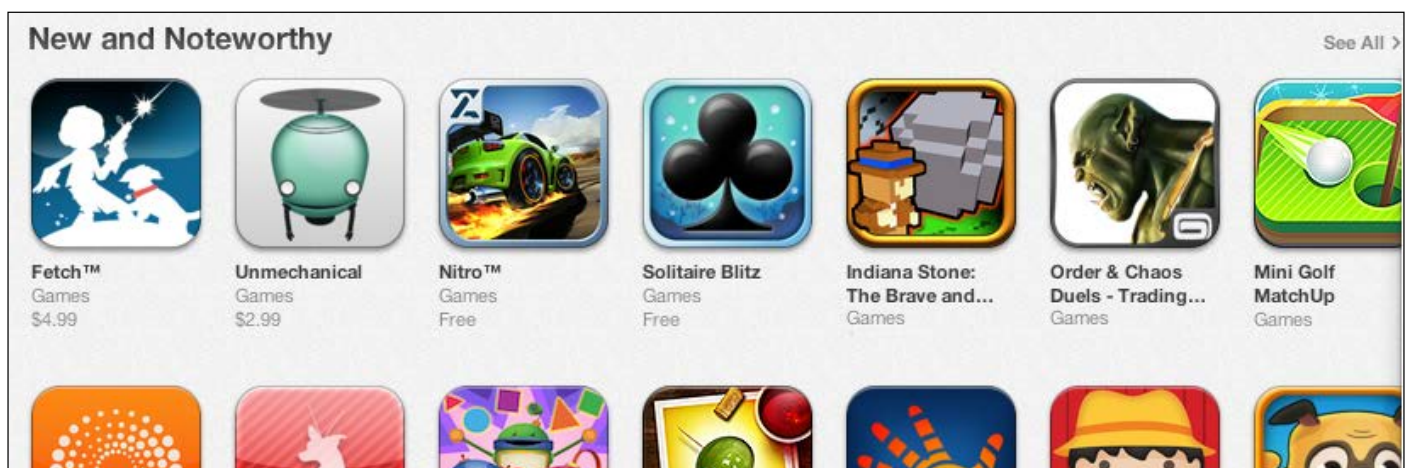 New and Noteworthy
See All >
Fetch™
Games
$4.99
Unmechanical
Games
$2.99
Nitro™
Games
Free
Solitaire Blitz
Games
Free
Indiana Stone:
The Brave and...
Games
Order & Chaos
Duels - Trading...
Games
Mini Golf
MatchUp
Games